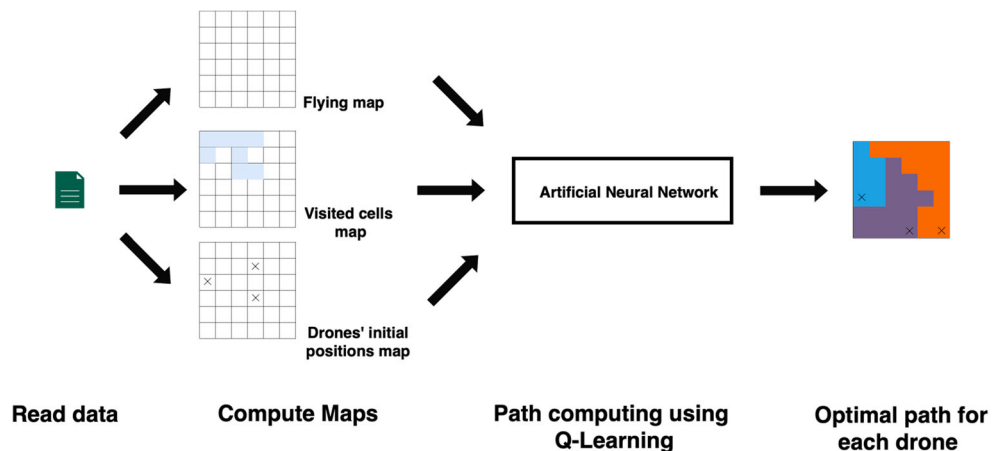 Flying map
Visited cells
map
Drones' initial
positions map
Artificial Neural Network
Read data
Compute Maps
Path computing using
Q-Learning
Optimal path for
each drone